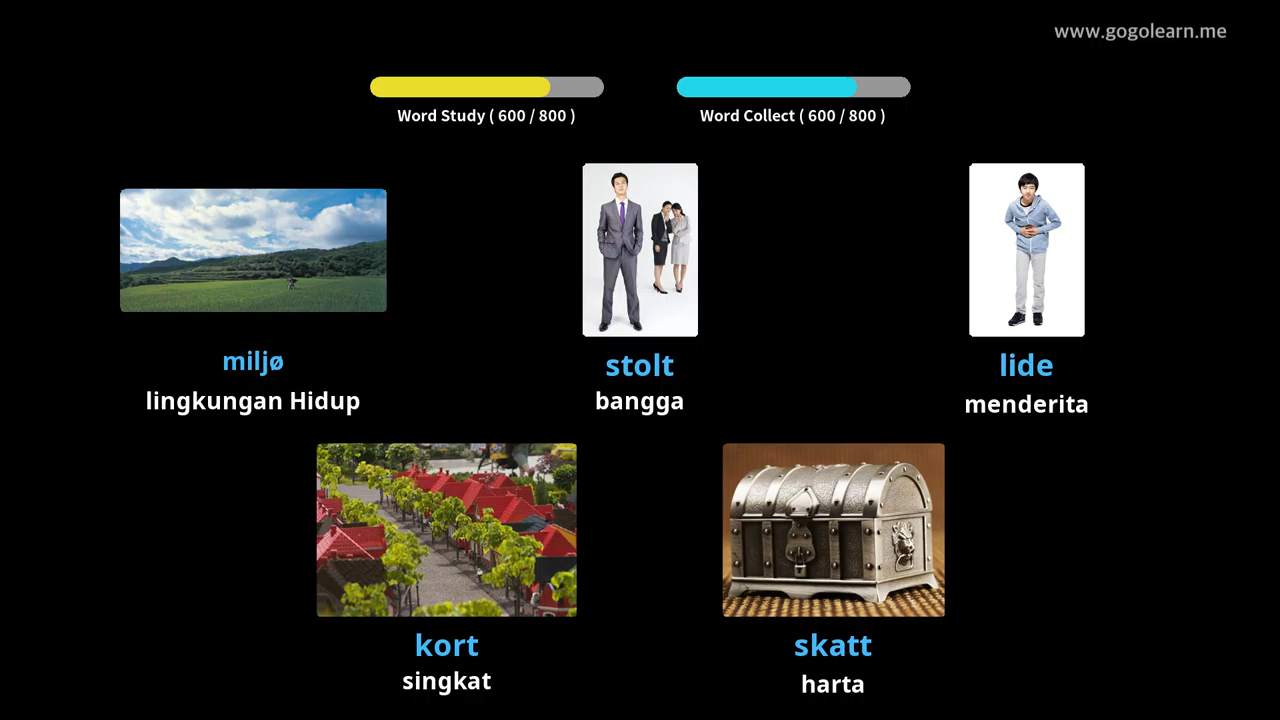 www.gogolearn.me
Word Study ( 600 / 800 )
Word Collect ( 600 / 800 )
miljø
lingkungan Hidup
stolt
bangga
lide
menderita
kort
singkat
skatt
harta